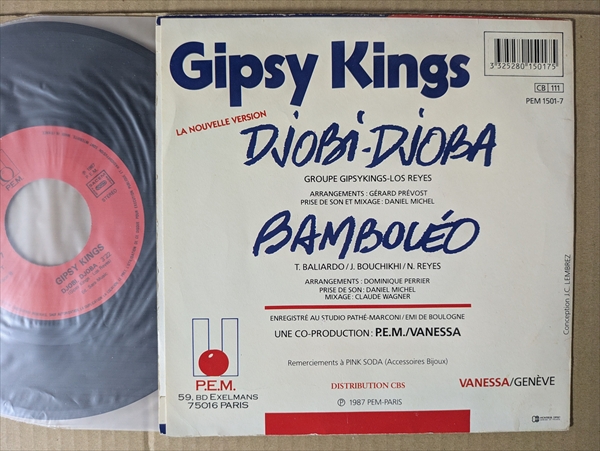 Gipsy Kings
3 325280 150175
CB 111
PEM 1501-7
LA NOUVELLE VERSION
DJOBI-DJOBA
GROUPE GIPSYKINGS-LOS REYES
ARRANGEMENTS : GÉRARD PRÉVOST
PRISE DE SON ET MIXAGE : DANIEL MICHEL
BAMBOLÉO
T. BALIARDO/J. BOUCHIKHI/N. REYES
ARRANGEMENTS : DOMINIQUE PERRIER
PRISE DE SON : DANIEL MICHEL
MIXAGE : CLAUDE WAGNER
ENREGISTRÉ AU STUDIO PATHÉ-MARCONI/EMI DE BOULOGNE
UNE CO-PRODUCTION : P.E.M./VANESSA
Remerciements à PINK SODA (Accessoires Bijoux)
DISTRIBUTION CBS
VANESSA/GENÈVE
℗ 1987 PEM-PARIS
P.E.M.
59, BD EXELMANS
75016 PARIS
Conception J.C. LEMBREZ
P.E.M.
GIPSY KINGS
DJOBI DJOBA